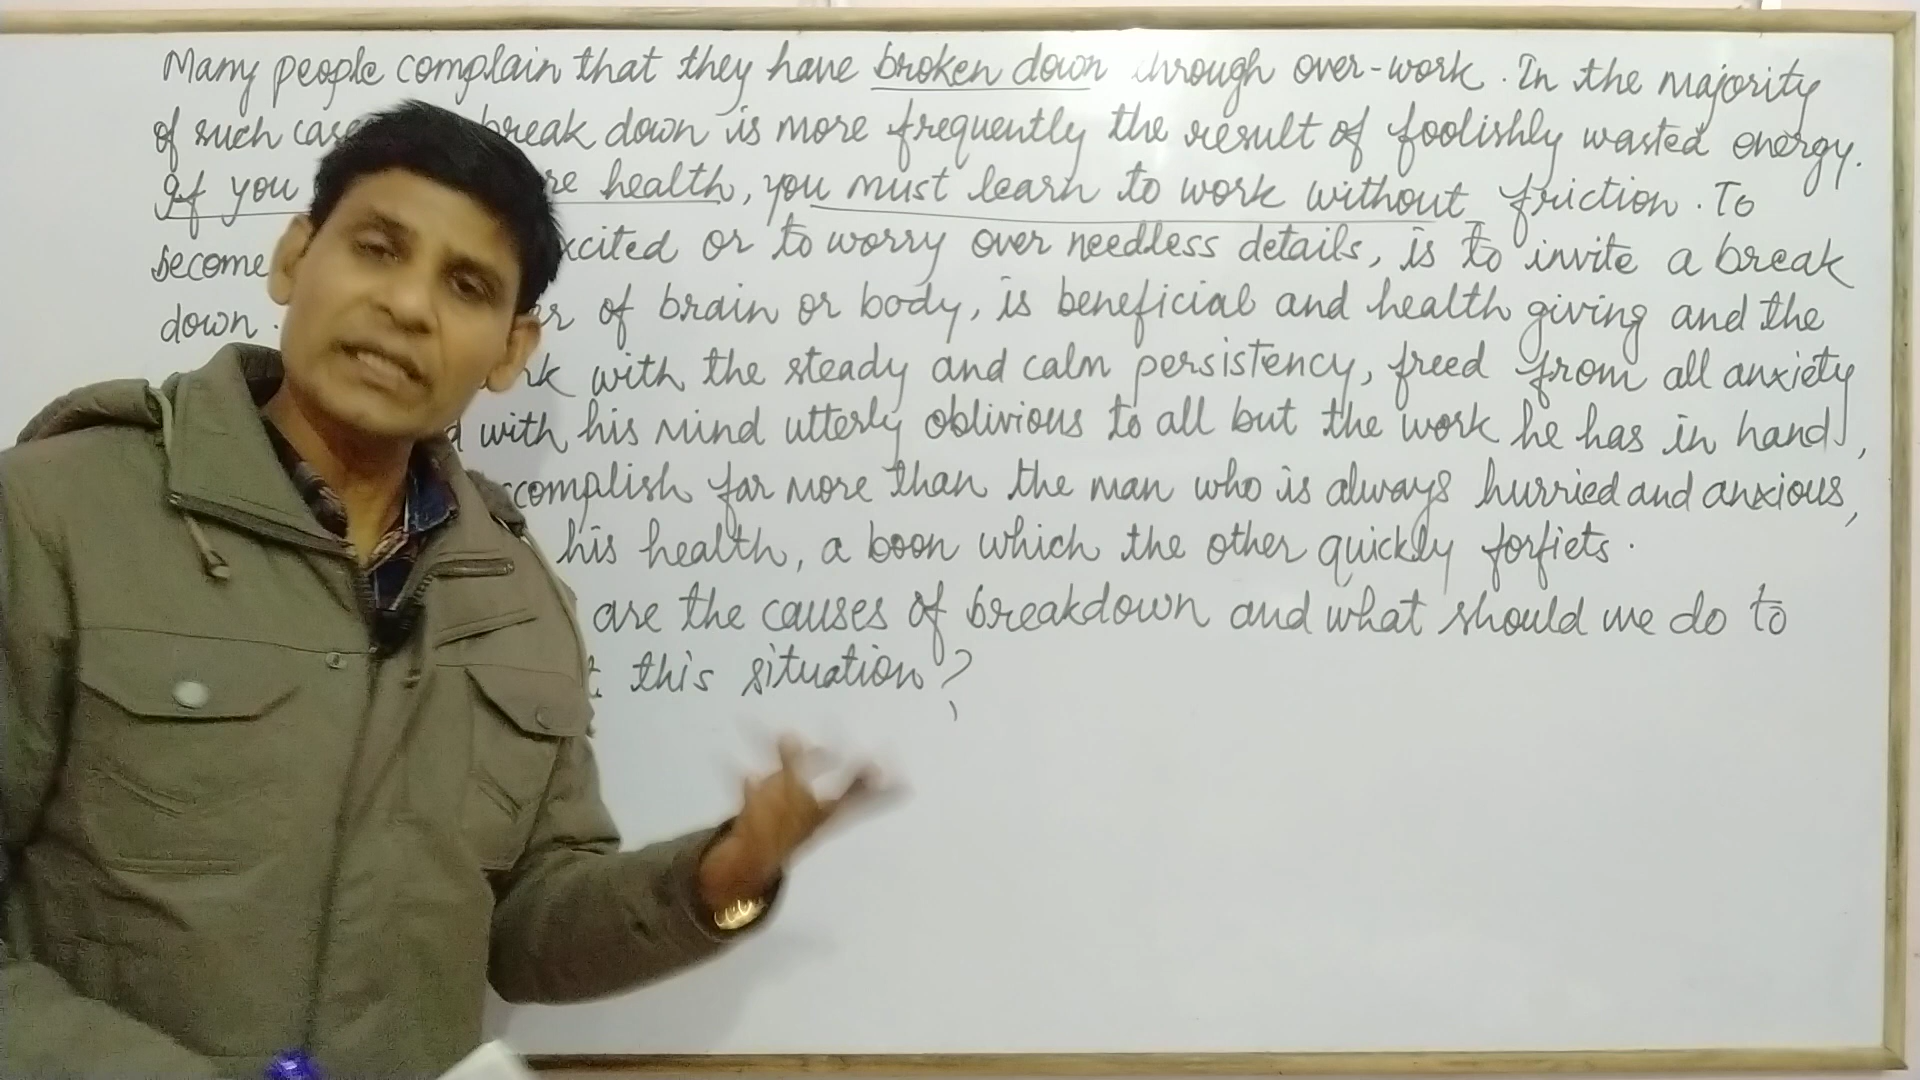 Many people complain that they have broken down through over-work. In the majority
of such break down is more frequently the result of foolishly wasted energy.
If you health, you must learn to work without friction. To
become or to worry over needless details, is to invite a break
down. of brain or body, is beneficial and health giving and the
with the steady and calm persistency, freed from all anxiety
with his mind utterly oblivious to all but the work he has in hand,
far more than the man who is always hurried and anxious,
his health, a boon which the other quickly forfiets.
are the causes of breakdown and what should we do to
this situation?